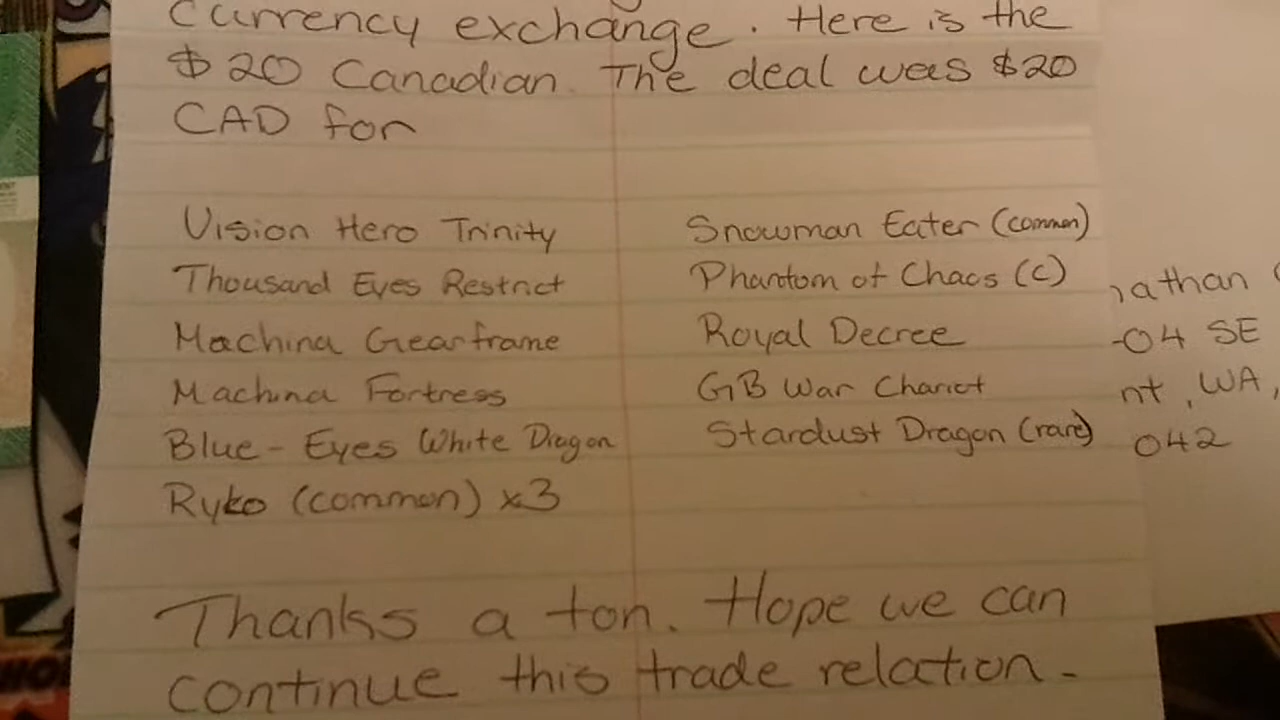 Currency exchange. Here is the
$20 Canadian. The deal was $20
CAD for
Vision Hero Trinity
Thousand Eyes Restrict
Machina Gearframe
Machina Fortress
Blue-Eyes White Dragon
Ryko (common) x3
Snowman Eater (common)
Phantom of Chaos (C)
Royal Decree
GB War Chariot
Stardust Dragon (rare)
Thanks a ton. Hope we can
continue this trade relation-
nathan
-04 SE
nt, WA,
042